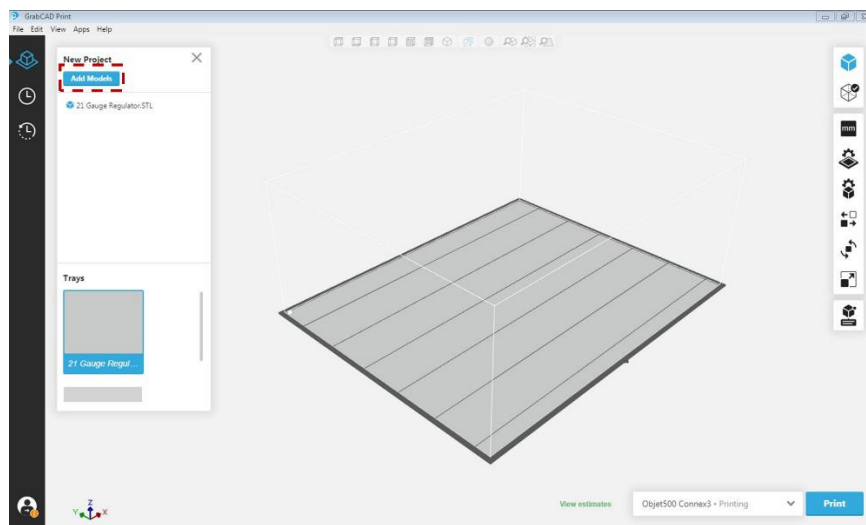 GrabCAD Print
File Edit View Apps Help
New Project
Add Models
21 Gauge Regulator.STL
Trays
21 Gauge Regul...
mm
Z
Y X
View estimates
Objet500 Connex3 • Printing
Print